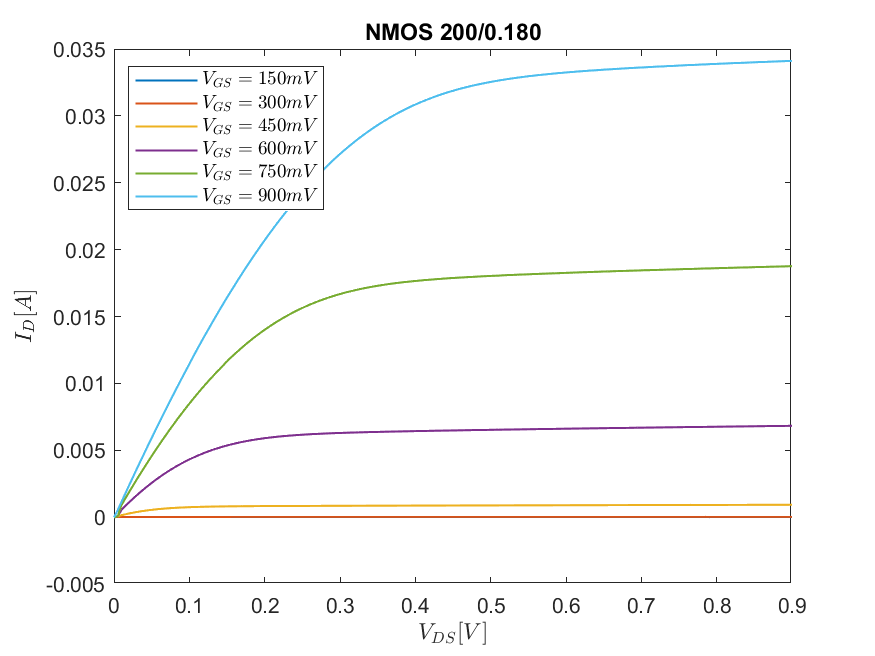 NMOS 200/0.180
0.035
0.03
0.025
0.02
0.015
0.01
0.005
0
-0.005
V_GS = 150mV
V_GS = 300mV
V_GS = 450mV
V_GS = 600mV
V_GS = 750mV
V_GS = 900mV
I_D[A]
0 0.1 0.2 0.3 0.4 0.5 0.6 0.7 0.8 0.9
V_DS[V]